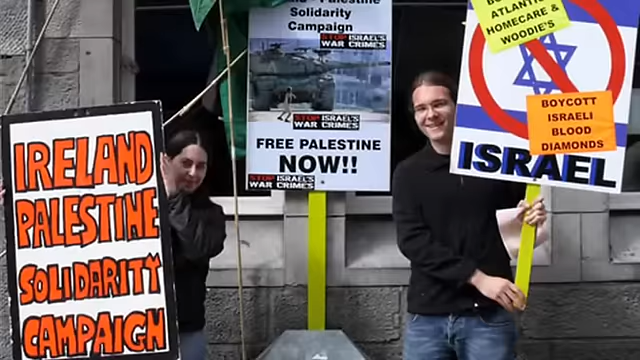 IRELAND
PALESTINE
SOLIDARITY
CAMPAIGN
- Palestine
Solidarity
Campaign
STOP ISRAEL'S
WAR CRIMES
STOP ISRAEL'S
WAR CRIMES
FREE PALESTINE
NOW!!
STOP ISRAEL'S
WAR CRIMES
ATLANTIC
HOMECARE &
WOODIE'S
BOYCOTT
ISRAELI
BLOOD
DIAMONDS
ISRAEL